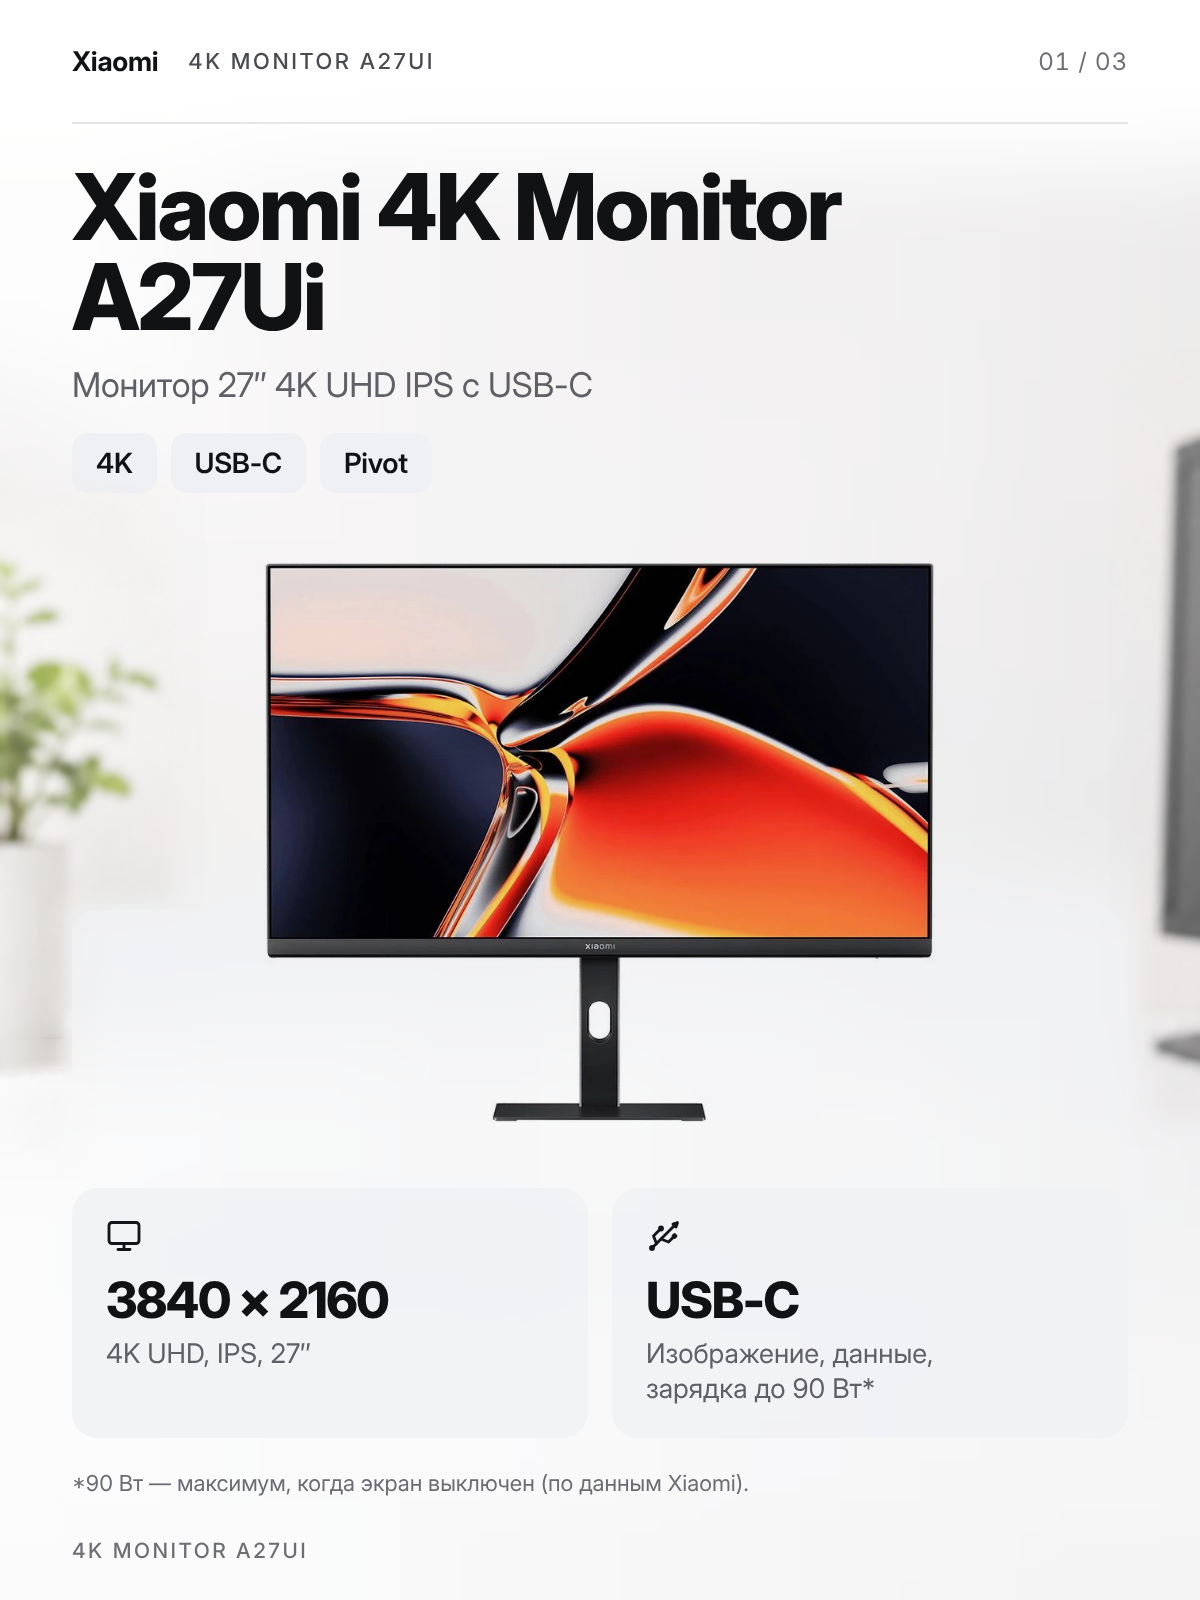 Xiaomi 4K MONITOR A27UI 01 / 03
Xiaomi 4K Monitor
A27Ui
Монитор 27″ 4K UHD IPS с USB-C
4K USB-C Pivot
xiaomi
3840 × 2160
4K UHD, IPS, 27″
USB-C
Изображение, данные,
зарядка до 90 Вт*
*90 Вт — максимум, когда экран выключен (по данным Xiaomi).
4K MONITOR A27UI